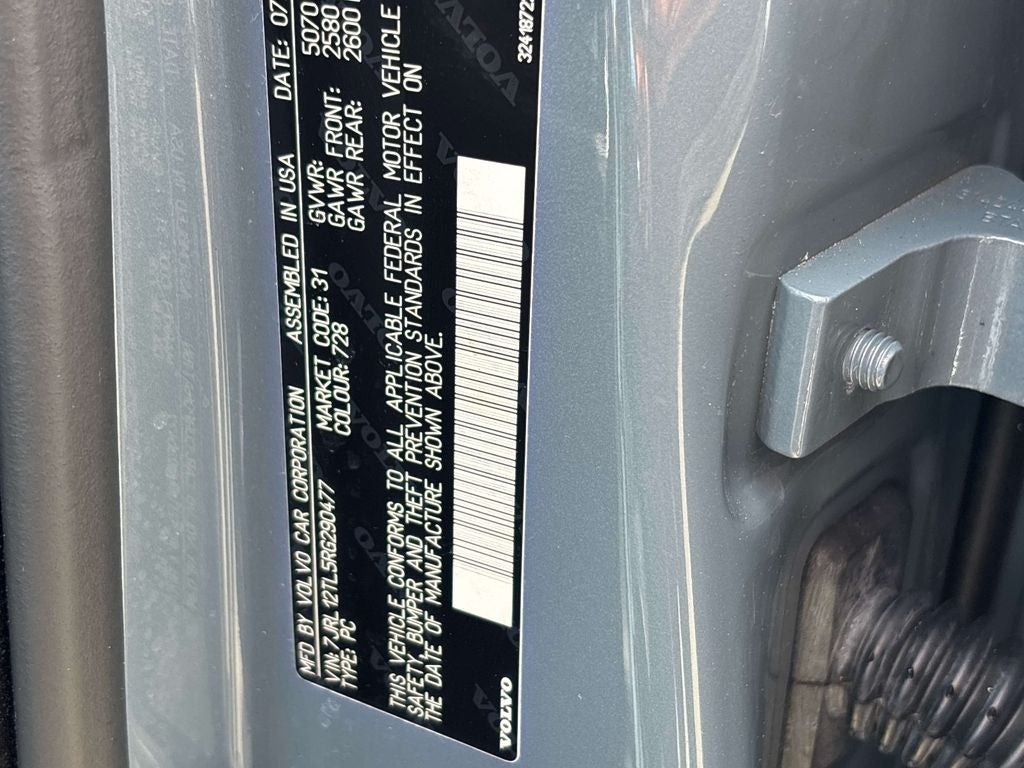 MFD BY VOLVO CAR CORPORATION ASSEMBLED IN USA DATE: 07
VIN: 7JRL12TL5RG290477 MARKET CODE: 31 GVWR: 5070
TYPE: PC COLOUR: 728 GAWR FRONT: 2580
GAWR REAR: 2600
THIS VEHICLE CONFORMS TO ALL APPLICABLE FEDERAL MOTOR VEHICLE
SAFETY, BUMPER AND THEFT PREVENTION STANDARDS IN EFFECT ON
THE DATE OF MANUFACTURE SHOWN ABOVE.
VOLVO 3241872